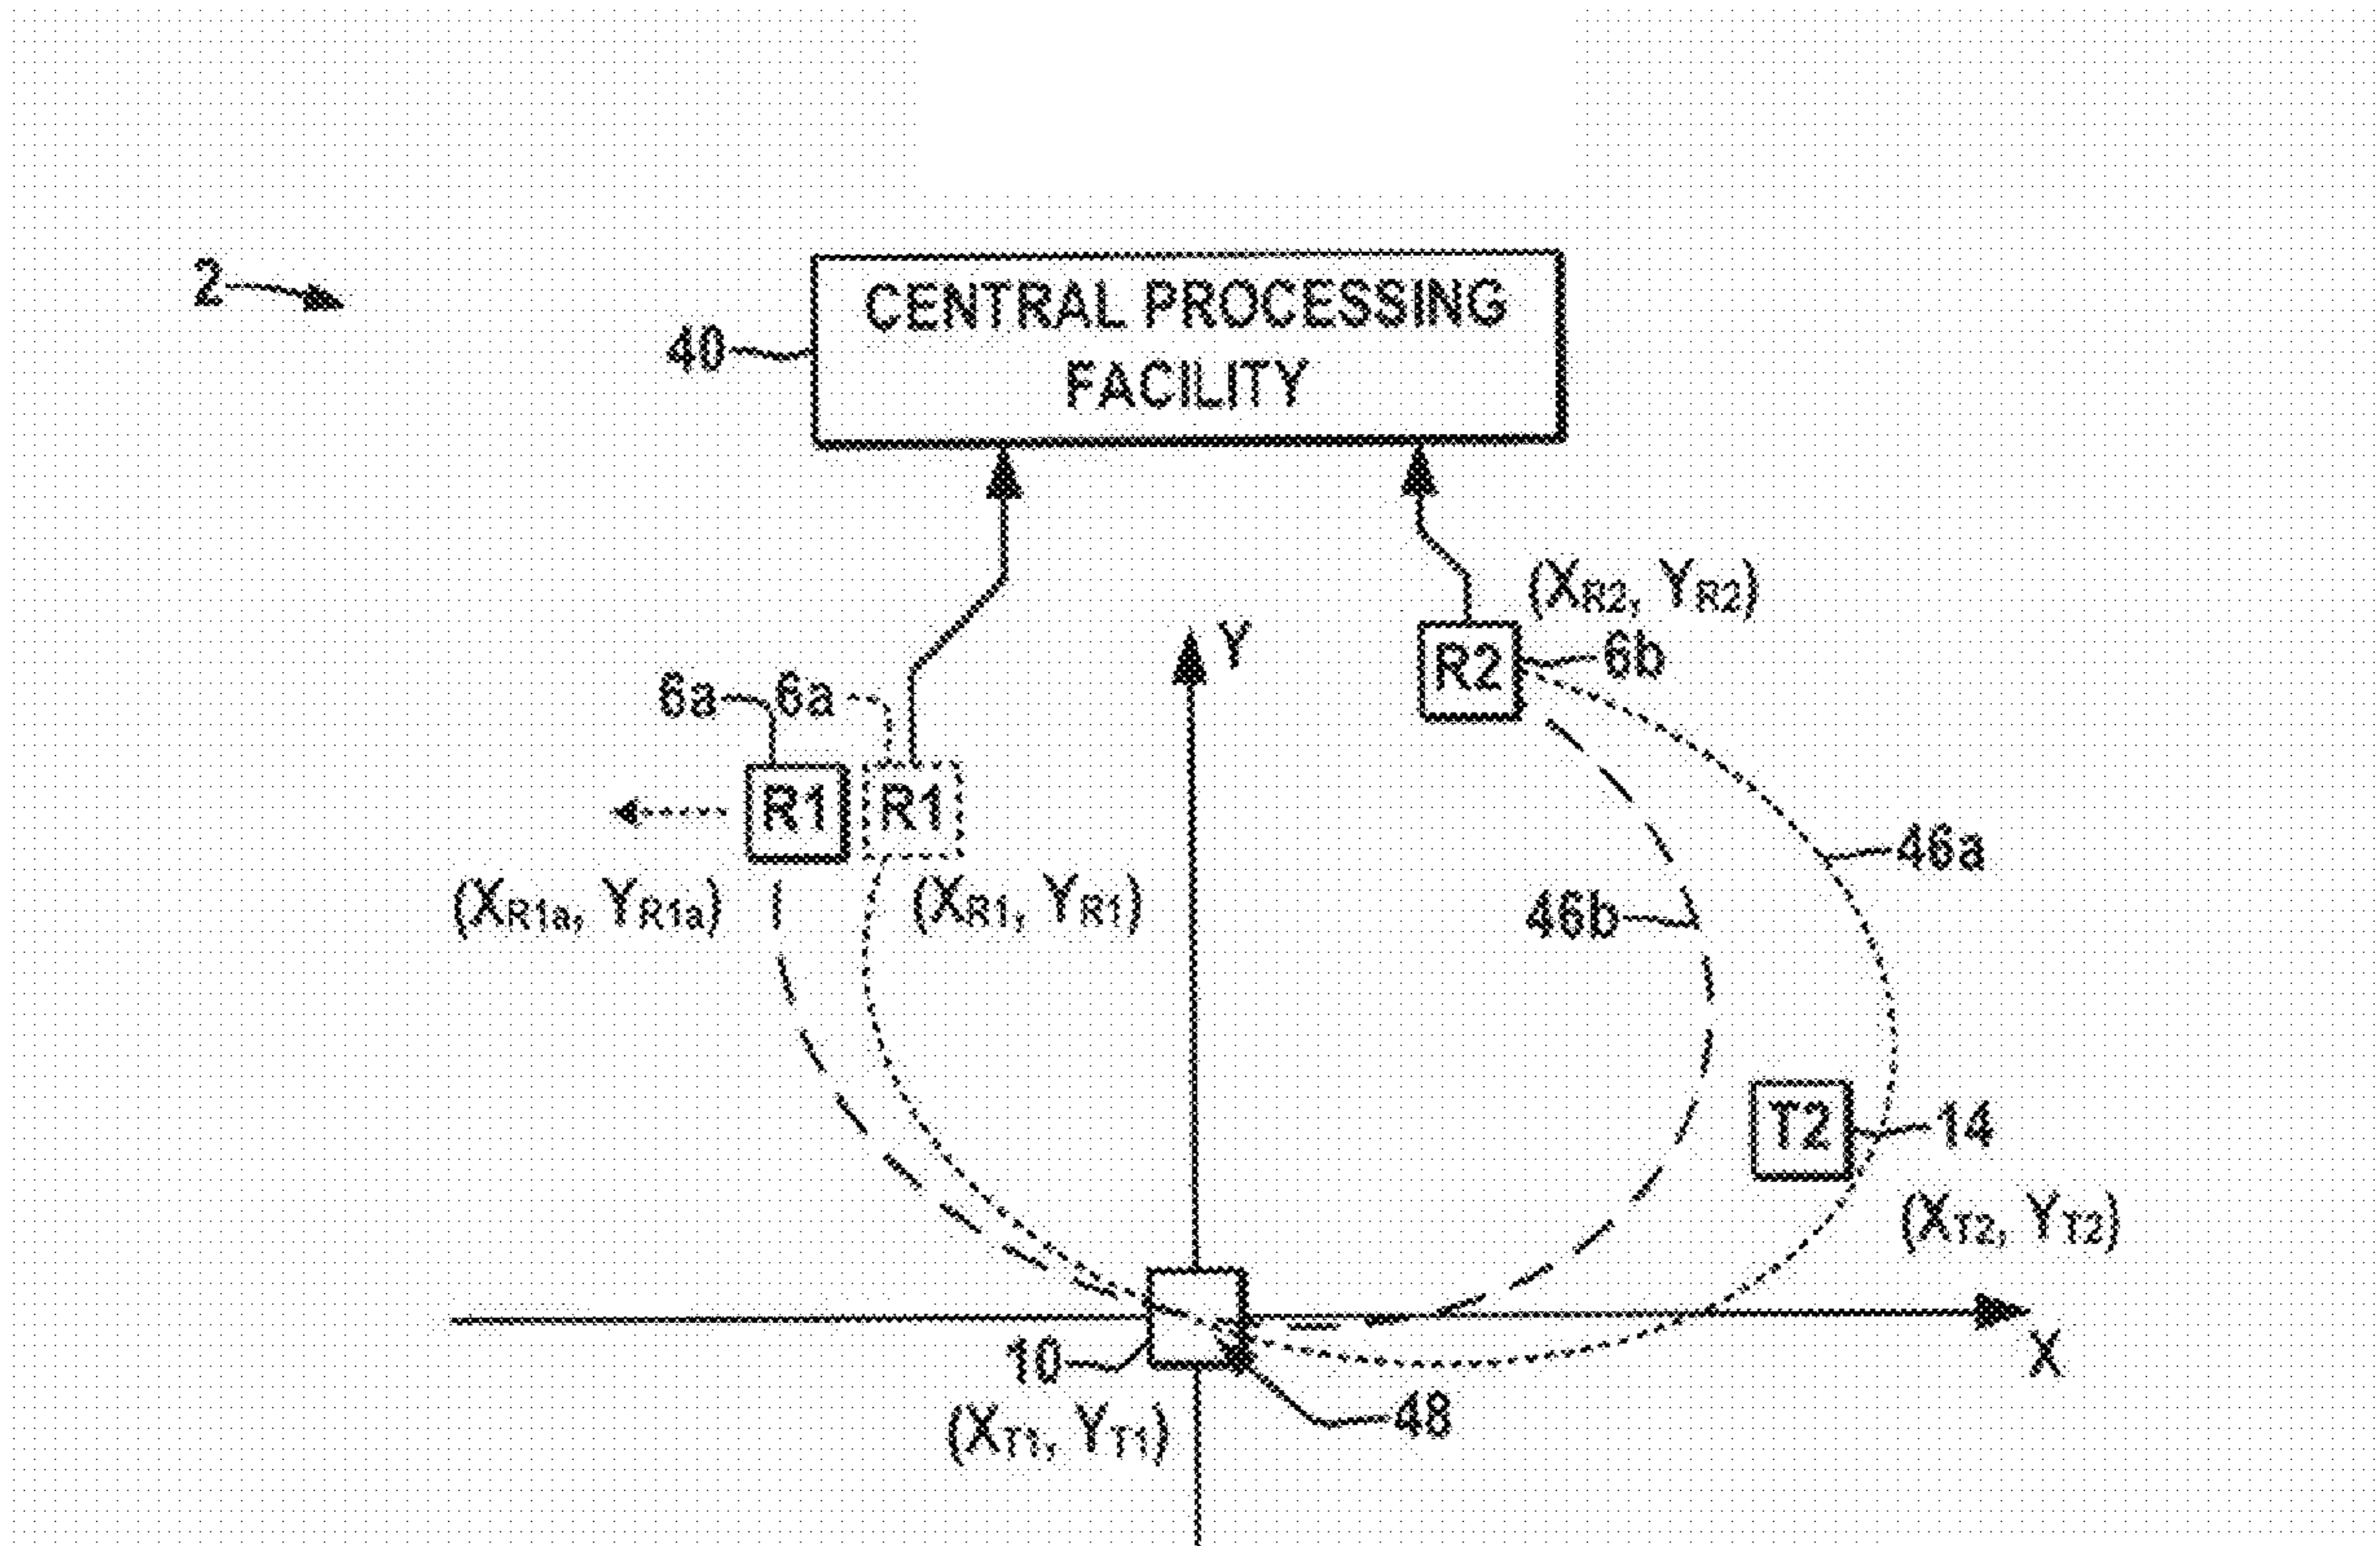 2
CENTRAL PROCESSING
FACILITY
40
(XR2, YR2)
Y
R2
6b
6a
6a
R1
R1
46a
(XR1a, YR1a)
(XR1, YR1)
46b
T2
14
(XT2, YT2)
10
X
(XT1, YT1)
48